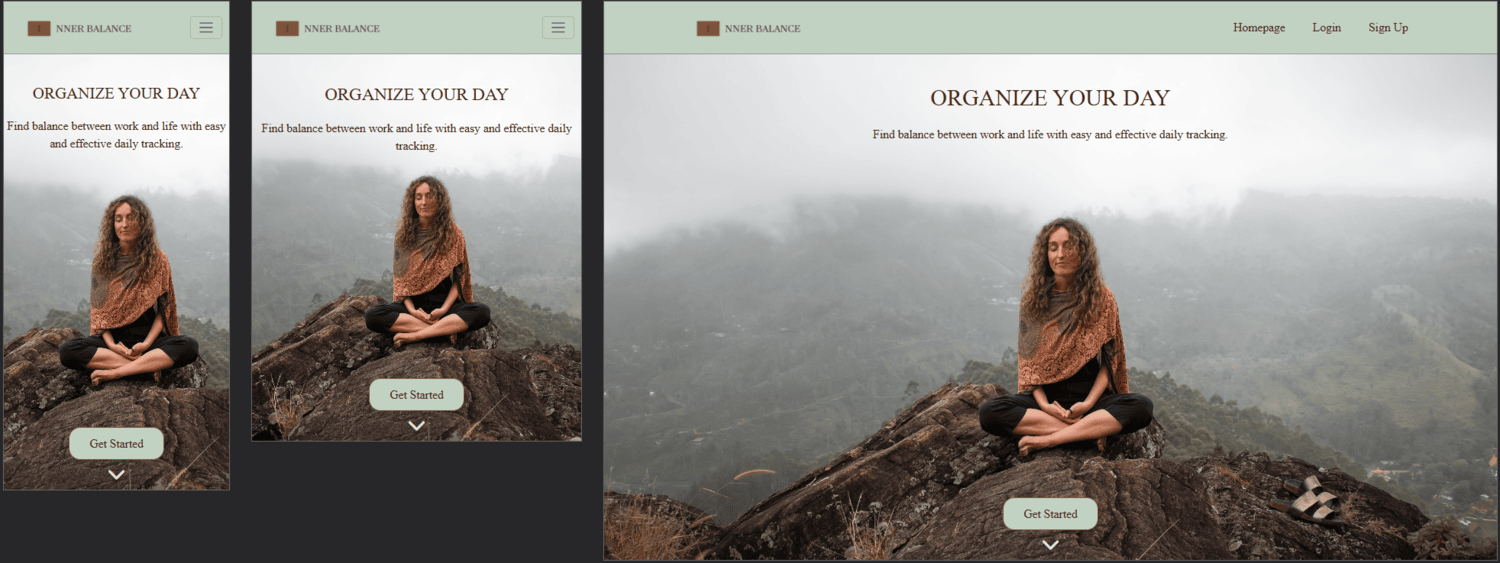 I NNER BALANCE
ORGANIZE YOUR DAY
Find balance between work and life with easy
and effective daily tracking.
Get Started
I NNER BALANCE
ORGANIZE YOUR DAY
Find balance between work and life with easy and effective daily
tracking.
Get Started
I NNER BALANCE
Homepage Login Sign Up
ORGANIZE YOUR DAY
Find balance between work and life with easy and effective daily tracking.
Get Started